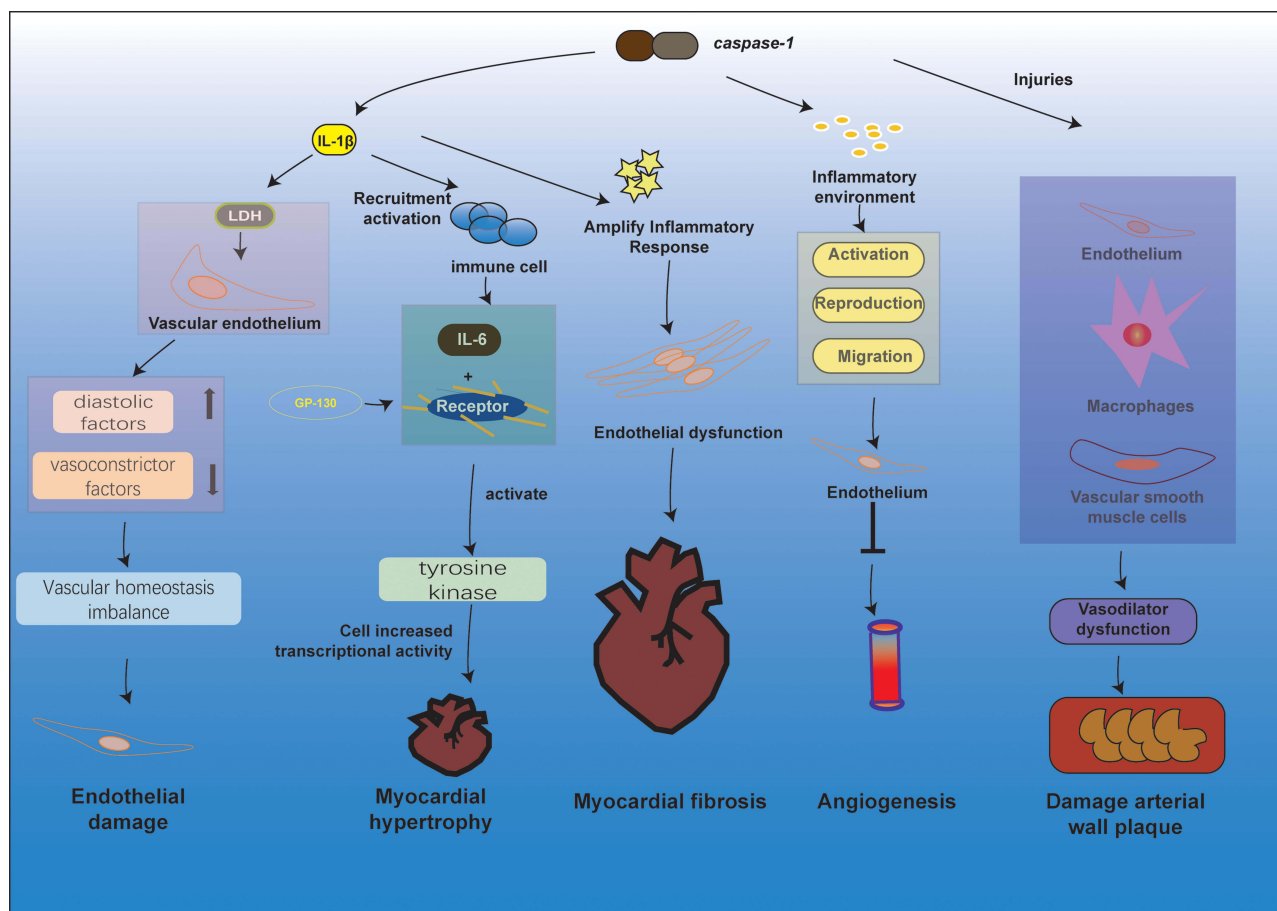 caspase-1
Injuries
IL-1β
LDH
Vascular endothelium
diastolic
factors
vasoconstrictor
factors
Vascular homeostasis
imbalance
Endothelial
damage
Recruitment
activation
immune cell
IL-6
+
Receptor
GP-130
activate
tyrosine
kinase
Cell increased
transcriptional activity
Myocardial
hypertrophy
Amplify Inflammatory
Response
Endothelial dysfunction
Myocardial fibrosis
Inflammatory
environment
Activation
Reproduction
Migration
Endothelium
Angiogenesis
Endothelium
Macrophages
Vascular smooth
muscle cells
Vasodilator
dysfunction
Damage arterial
wall plaque